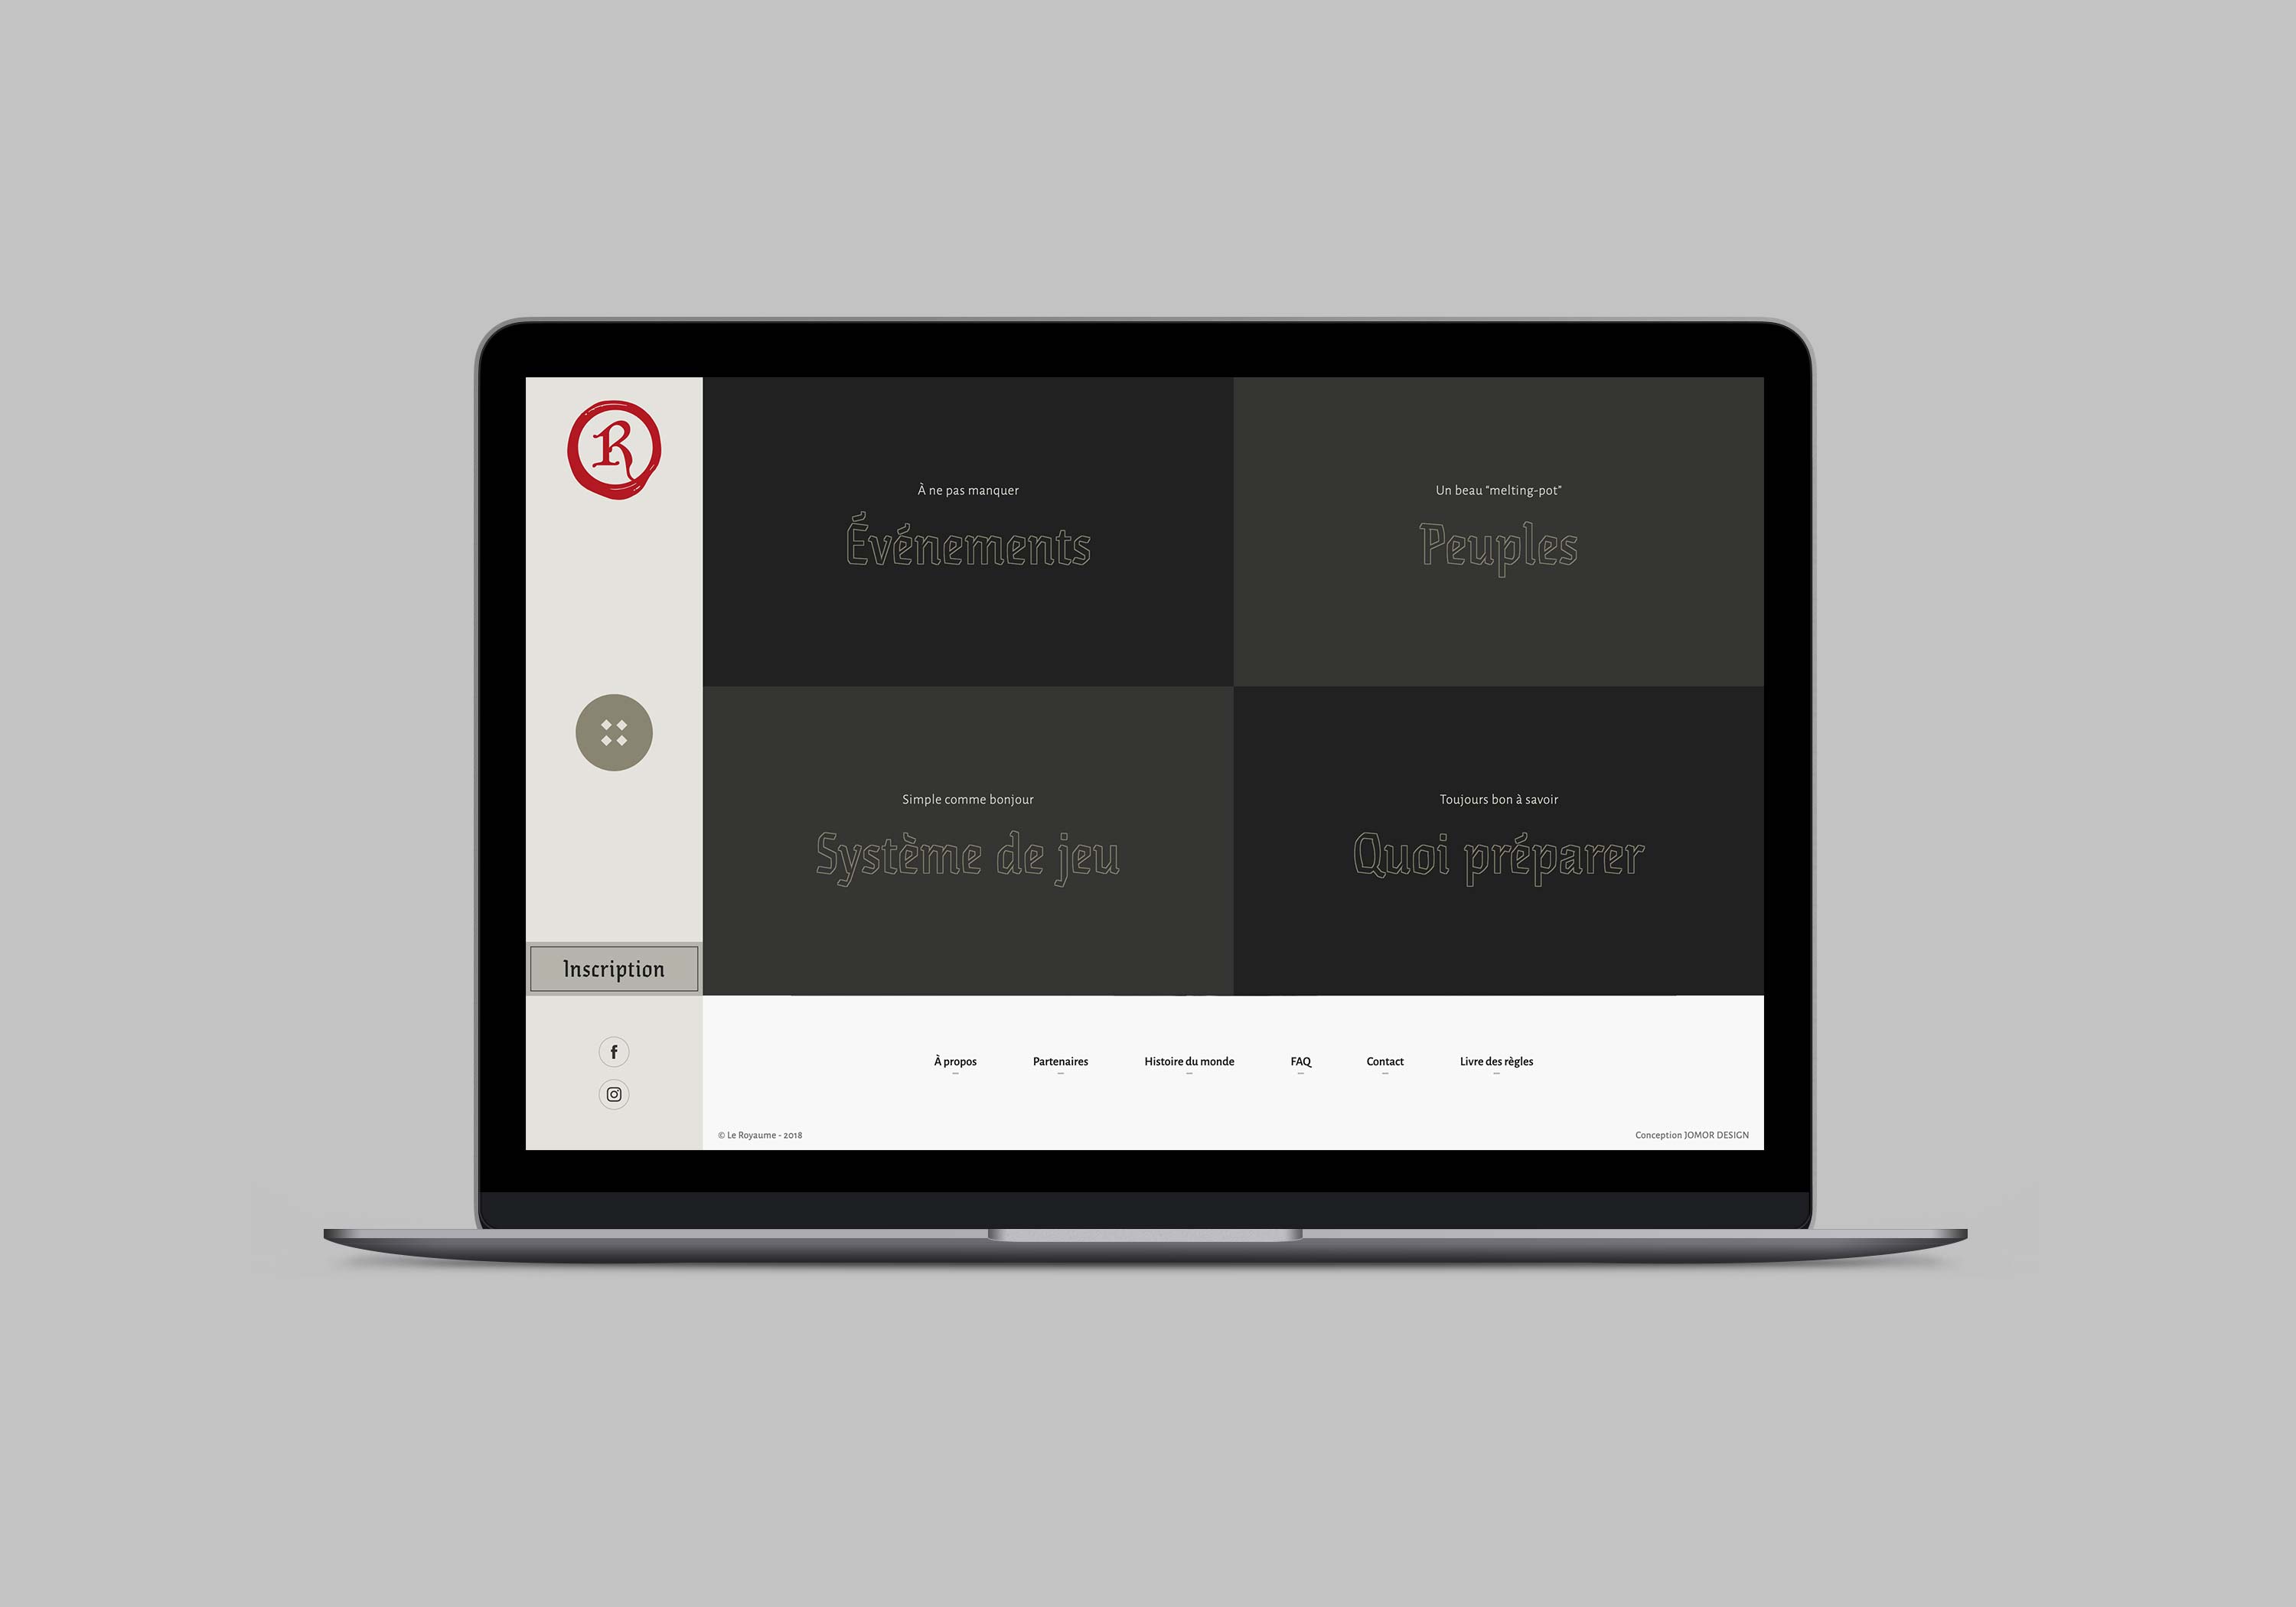 R
À ne pas manquer
Événements
Un beau "melting-pot"
Peuples
Simple comme bonjour
Système de jeu
Toujours bon à savoir
Quoi préparer
Inscription
À propos
Partenaires
Histoire du monde
FAQ
Contact
Livre des règles
© Le Royaume - 2018
Conception JOMOR DESIGN